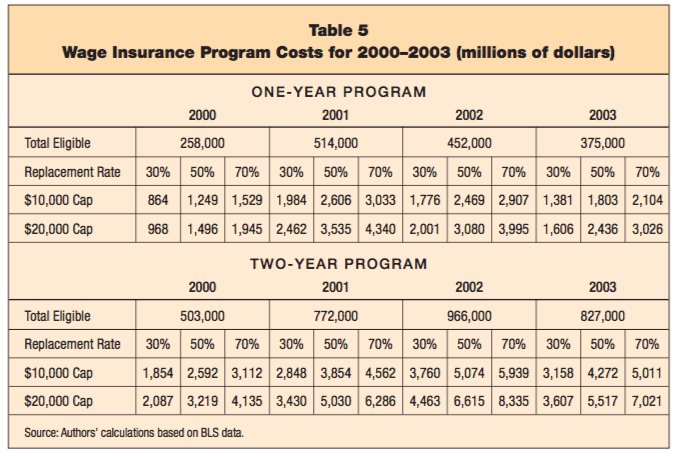 Table 5
Wage Insurance Program Costs for 2000–2003 (millions of dollars)
ONE-YEAR PROGRAM
2000 2001 2002 2003
Total Eligible 258,000 514,000 452,000 375,000
Replacement Rate 30% 50% 70% 30% 50% 70% 30% 50% 70% 30% 50% 70%
$10,000 Cap 864 1,249 1,529 1,984 2,606 3,033 1,776 2,469 2,907 1,381 1,803 2,104
$20,000 Cap 968 1,496 1,945 2,462 3,535 4,340 2,001 3,080 3,995 1,606 2,436 3,026
TWO-YEAR PROGRAM
2000 2001 2002 2003
Total Eligible 503,000 772,000 966,000 827,000
Replacement Rate 30% 50% 70% 30% 50% 70% 30% 50% 70% 30% 50% 70%
$10,000 Cap 1,854 2,592 3,112 2,848 3,854 4,562 3,760 5,074 5,939 3,158 4,272 5,011
$20,000 Cap 2,087 3,219 4,135 3,430 5,030 6,286 4,463 6,615 8,335 3,607 5,517 7,021
Source: Authors' calculations based on BLS data.